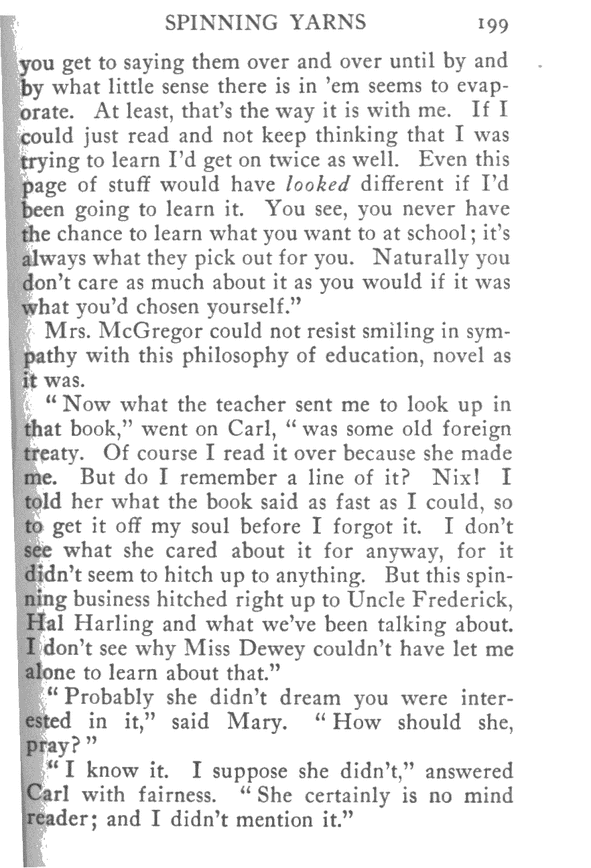 SPINNING YARNS 199
you get to saying them over and over until by and
by what little sense there is in 'em seems to evap-
orate. At least, that's the way it is with me. If I
could just read and not keep thinking that I was
trying to learn I'd get on twice as well. Even this
page of stuff would have looked different if I'd
been going to learn it. You see, you never have
the chance to learn what you want to at school; it's
always what they pick out for you. Naturally you
don't care as much about it as you would if it was
what you'd chosen yourself."
Mrs. McGregor could not resist smiling in sym-
pathy with this philosophy of education, novel as
it was.
"Now what the teacher sent me to look up in
that book," went on Carl, "was some old foreign
treaty. Of course I read it over because she made
me. But do I remember a line of it? Nix! I
told her what the book said as fast as I could, so
to get it off my soul before I forgot it. I don't
see what she cared about it for anyway, for it
didn't seem to hitch up to anything. But this spin-
ning business hitched right up to Uncle Frederick,
Hal Harling and what we've been talking about.
I don't see why Miss Dewey couldn't have let me
alone to learn about that."
"Probably she didn't dream you were inter-
ested in it," said Mary. "How should she,
pray?"
"I know it. I suppose she didn't," answered
Carl with fairness. "She certainly is no mind
reader; and I didn't mention it."